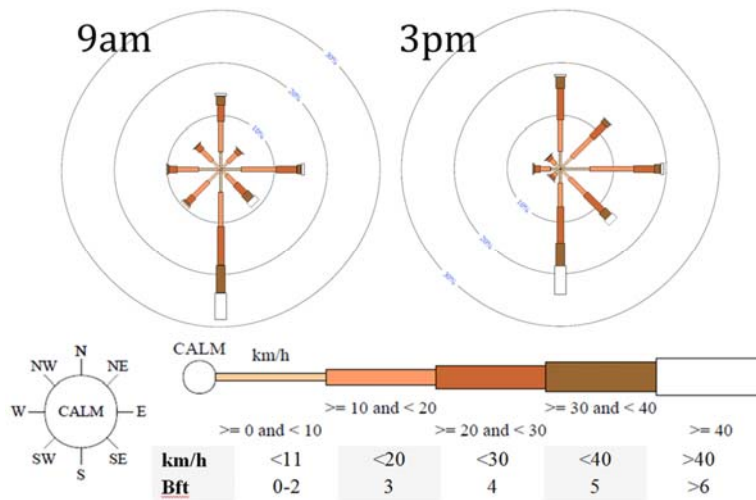 9am
3pm
30%
20%
10%
10%
20%
30%
N
NW
NE
W
CALM
E
SW
SE
S
CALM
km/h
>= 10 and < 20
>= 30 and < 40
>= 0 and < 10
>= 20 and < 30
>= 40
km/h <11 <20 <30 <40 >40
Bft 0-2 3 4 5 >6